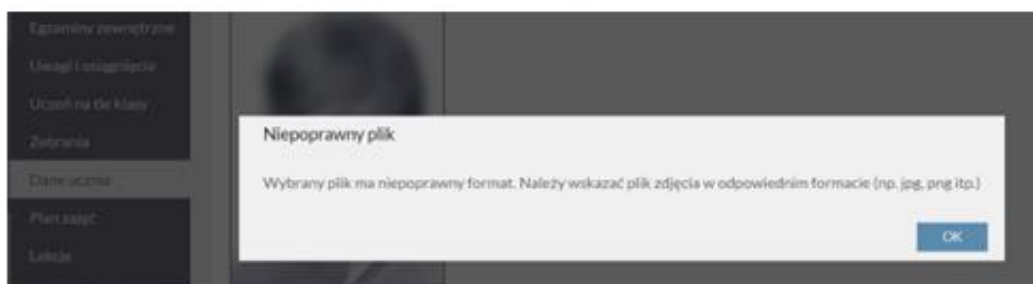 Egzaminy zewnętrzne
Uwagi i osiągnięcia
Uczeń na tle klasy
Zebrania
Dane ucznia
Plan zajęć
Lekcje
Niepoprawny plik
Wybrany plik ma niepoprawny format. Należy wskazać plik zdjęcia w odpowiednim formacie (np. jpg, png itp.)
OK